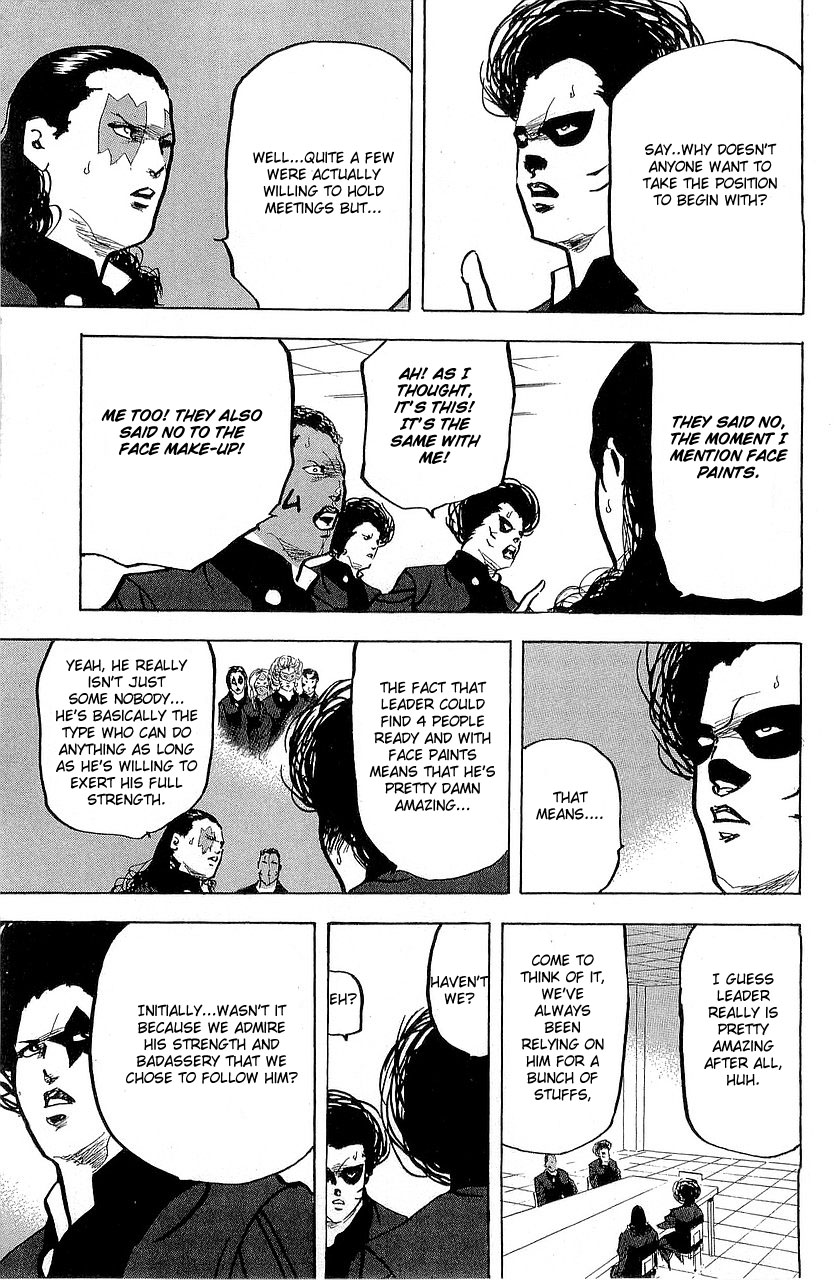 SAY..WHY DOESN'T
ANYONE WANT TO
TAKE THE POSITION
TO BEGIN WITH?
WELL...QUITE A FEW
WERE ACTUALLY
WILLING TO HOLD
MEETINGS BUT...
THEY SAID NO,
THE MOMENT I
MENTION FACE
PAINTS.
AH! AS I
THOUGHT,
IT'S THIS!
IT'S THE
SAME WITH
ME!
ME TOO! THEY ALSO
SAID NO TO THE
FACE MAKE-UP!
THAT
MEANS....
THE FACT THAT
LEADER COULD
FIND 4 PEOPLE
READY AND WITH
FACE PAINTS
MEANS THAT HE'S
PRETTY DAMN
AMAZING...
YEAH, HE REALLY
ISN'T JUST
SOME NOBODY...
HE'S BASICALLY THE
TYPE WHO CAN DO
ANYTHING AS LONG
AS HE'S WILLING TO
EXERT HIS FULL
STRENGTH.
I GUESS
LEADER
REALLY IS
PRETTY
AMAZING
AFTER ALL,
HUH.
COME TO
THINK OF IT,
WE'VE
ALWAYS
BEEN
RELYING ON
HIM FOR A
BUNCH OF
STUFFS,
HAVEN'T
WE?
EH?
INITIALLY...WASN'T IT
BECAUSE WE ADMIRE
HIS STRENGTH AND
BADASSERY THAT WE
CHOSE TO FOLLOW HIM?